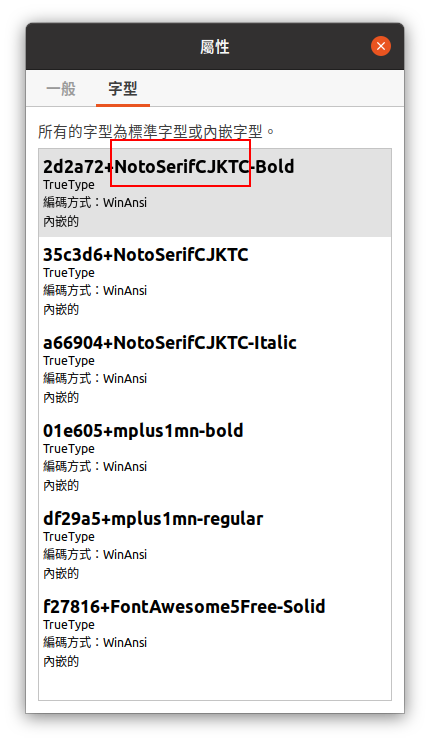 屬性
一般
字型
所有的字型為標準字型或內嵌字型。
2d2a72+NotoSerifCJKTC-Bold
TrueType
編碼方式：WinAnsi
內嵌的
35c3d6+NotoSerifCJKTC
TrueType
編碼方式：WinAnsi
內嵌的
a66904+NotoSerifCJKTC-Italic
TrueType
編碼方式：WinAnsi
內嵌的
01e605+mplus1mn-bold
TrueType
編碼方式：WinAnsi
內嵌的
df29a5+mplus1mn-regular
TrueType
編碼方式：WinAnsi
內嵌的
f27816+FontAwesome5Free-Solid
TrueType
編碼方式：WinAnsi
內嵌的